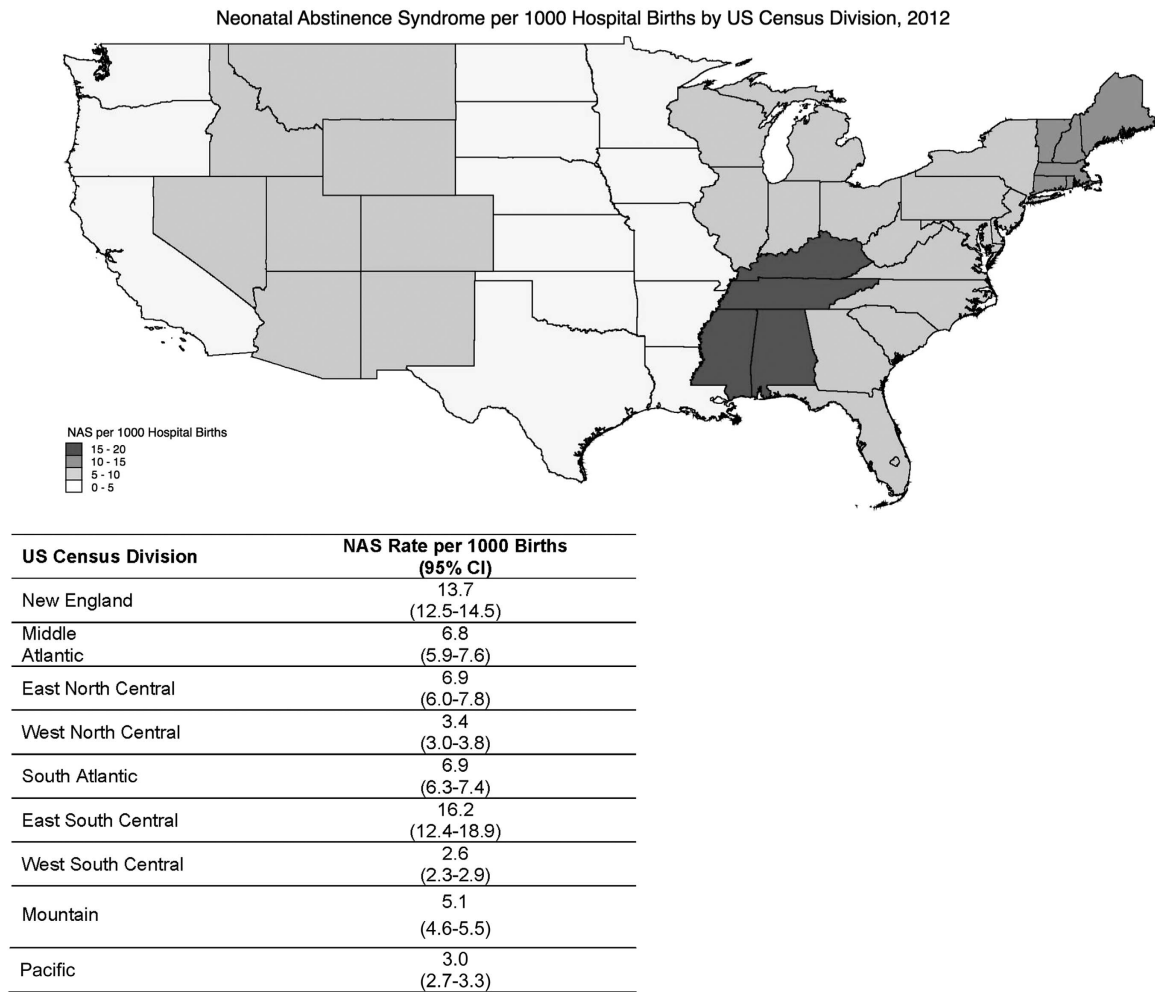 Neonatal Abstinence Syndrome per 1000 Hospital Births by US Census Division, 2012
NAS per 1000 Hospital Births
15 - 20
10 - 15
5 - 10
0 - 5
US Census Division
NAS Rate per 1000 Births
(95% CI)
New England
13.7
(12.5-14.5)
Middle
Atlantic
6.8
(5.9-7.6)
East North Central
6.9
(6.0-7.8)
West North Central
3.4
(3.0-3.8)
South Atlantic
6.9
(6.3-7.4)
East South Central
16.2
(12.4-18.9)
West South Central
2.6
(2.3-2.9)
Mountain
5.1
(4.6-5.5)
Pacific
3.0
(2.7-3.3)